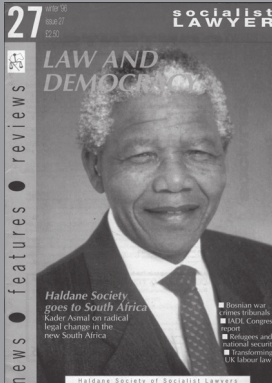 27
winter '96
issue 27
£2.50
socialist
LAWYER
LAW AND
DEMOCRACY
news ● features ● reviews
Haldane Society
goes to South Africa
Kader Asmal on radical
legal change in the
new South Africa
■ Bosnian war
crimes tribunals
■ IADL Congress
report
■ Refugees and
national security
■ Transforming
UK labour law
Haldane Society of Socialist Lawyers